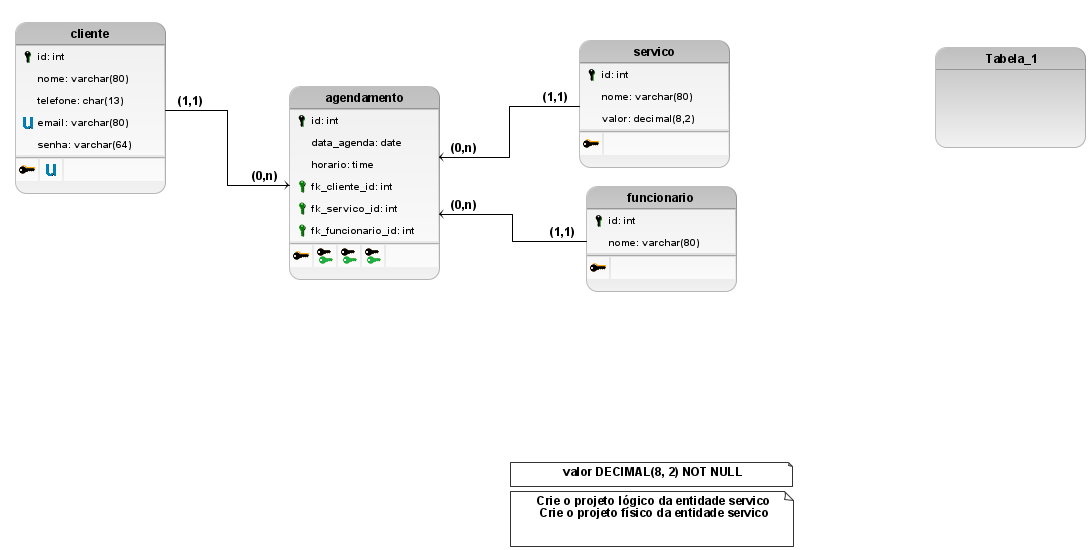 cliente
id: int
nome: varchar(80)
telefone: char(13)
U email: varchar(80)
senha: varchar(64)
U
(1,1)
(0,n)
agendamento
id: int
data_agenda: date
horario: time
fk_cliente_id: int
fk_servico_id: int
fk_funcionario_id: int
(0,n)
(1,1)
(0,n)
(1,1)
servico
id: int
nome: varchar(80)
valor: decimal(8,2)
funcionario
id: int
nome: varchar(80)
Tabela_1
valor DECIMAL(8, 2) NOT NULL
Crie o projeto lógico da entidade servico
Crie o projeto físico da entidade servico